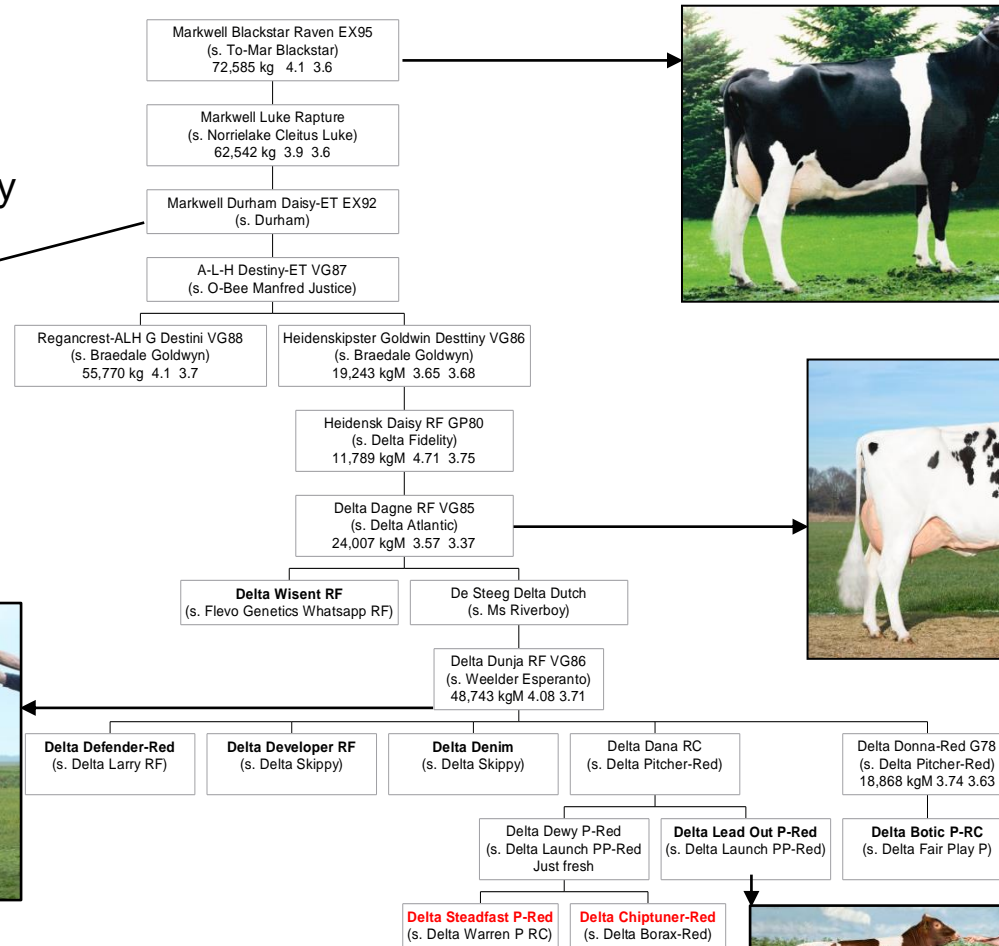 Markwell Blackstar Raven EX95
(s. To-Mar Blackstar)
72,585 kg 4.1 3.6
Markwell Luke Rapture
(s. Norrielake Cleitus Luke)
62,542 kg 3.9 3.6
y
Markwell Durham Daisy-ET EX92
(s. Durham)
A-L-H Destiny-ET VG87
(s. O-Bee Manfred Justice)
Regancrest-ALH G Destini VG88
(s. Braedale Goldwyn)
55,770 kg 4.1 3.7
Heidenskipster Goldwin Desttiny VG86
(s. Braedale Goldwyn)
19,243 kgM 3.65 3.68
Heidensk Daisy RF GP80
(s. Delta Fidelity)
11,789 kgM 4.71 3.75
Delta Dagne RF VG85
(s. Delta Atlantic)
24,007 kgM 3.57 3.37
Delta Wisent RF
(s. Flevo Genetics Whatsapp RF)
De Steeg Delta Dutch
(s. Ms Riverboy)
Delta Dunja RF VG86
(s. Weelder Esperanto)
48,743 kgM 4.08 3.71
Delta Defender-Red
(s. Delta Larry RF)
Delta Developer RF
(s. Delta Skippy)
Delta Denim
(s. Delta Skippy)
Delta Dana RC
(s. Delta Pitcher-Red)
Delta Donna-Red G78
(s. Delta Pitcher-Red)
18,868 kgM 3.74 3.63
Delta Dewy P-Red
(s. Delta Launch PP-Red
Just fresh
Delta Lead Out P-Red
(s. Delta Launch PP-Red)
Delta Botic P-RC
(s. Delta Fair Play P)
Delta Steadfast P-Red
(s. Delta Warren P RC)
Delta Chiptuner-Red
(s. Delta Borax-Red)